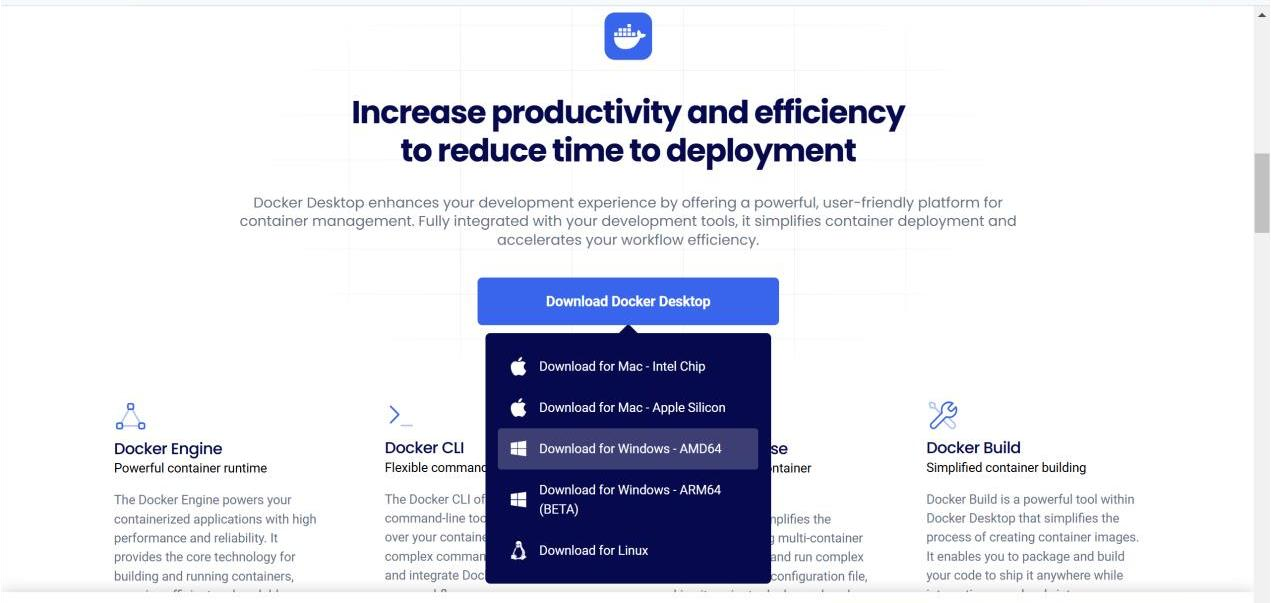 Increase productivity and efficiency
to reduce time to deployment
Docker Desktop enhances your development experience by offering a powerful, user-friendly platform for
container management. Fully integrated with your development tools, it simplifies container deployment and
accelerates your workflow efficiency.
Download Docker Desktop
Download for Mac - Intel Chip
Download for Mac - Apple Silicon
Download for Windows - AMD64
Download for Windows - ARM64
(BETA)
Download for Linux
Docker Engine
Powerful container runtime
The Docker Engine powers your
containerized applications with high
performance and reliability. It
provides the core technology for
building and running containers,
Docker CLI
Flexible comman
The Docker CLI of
command-line too
over your containe
complex comman
and integrate Doc
se
ntainer
nplifies the
g multi-container
and run complex
configuration file,
Docker Build
Simplified container building
Docker Build is a powerful tool within
Docker Desktop that simplifies the
process of creating container images.
It enables you to package and build
your code to ship it anywhere while